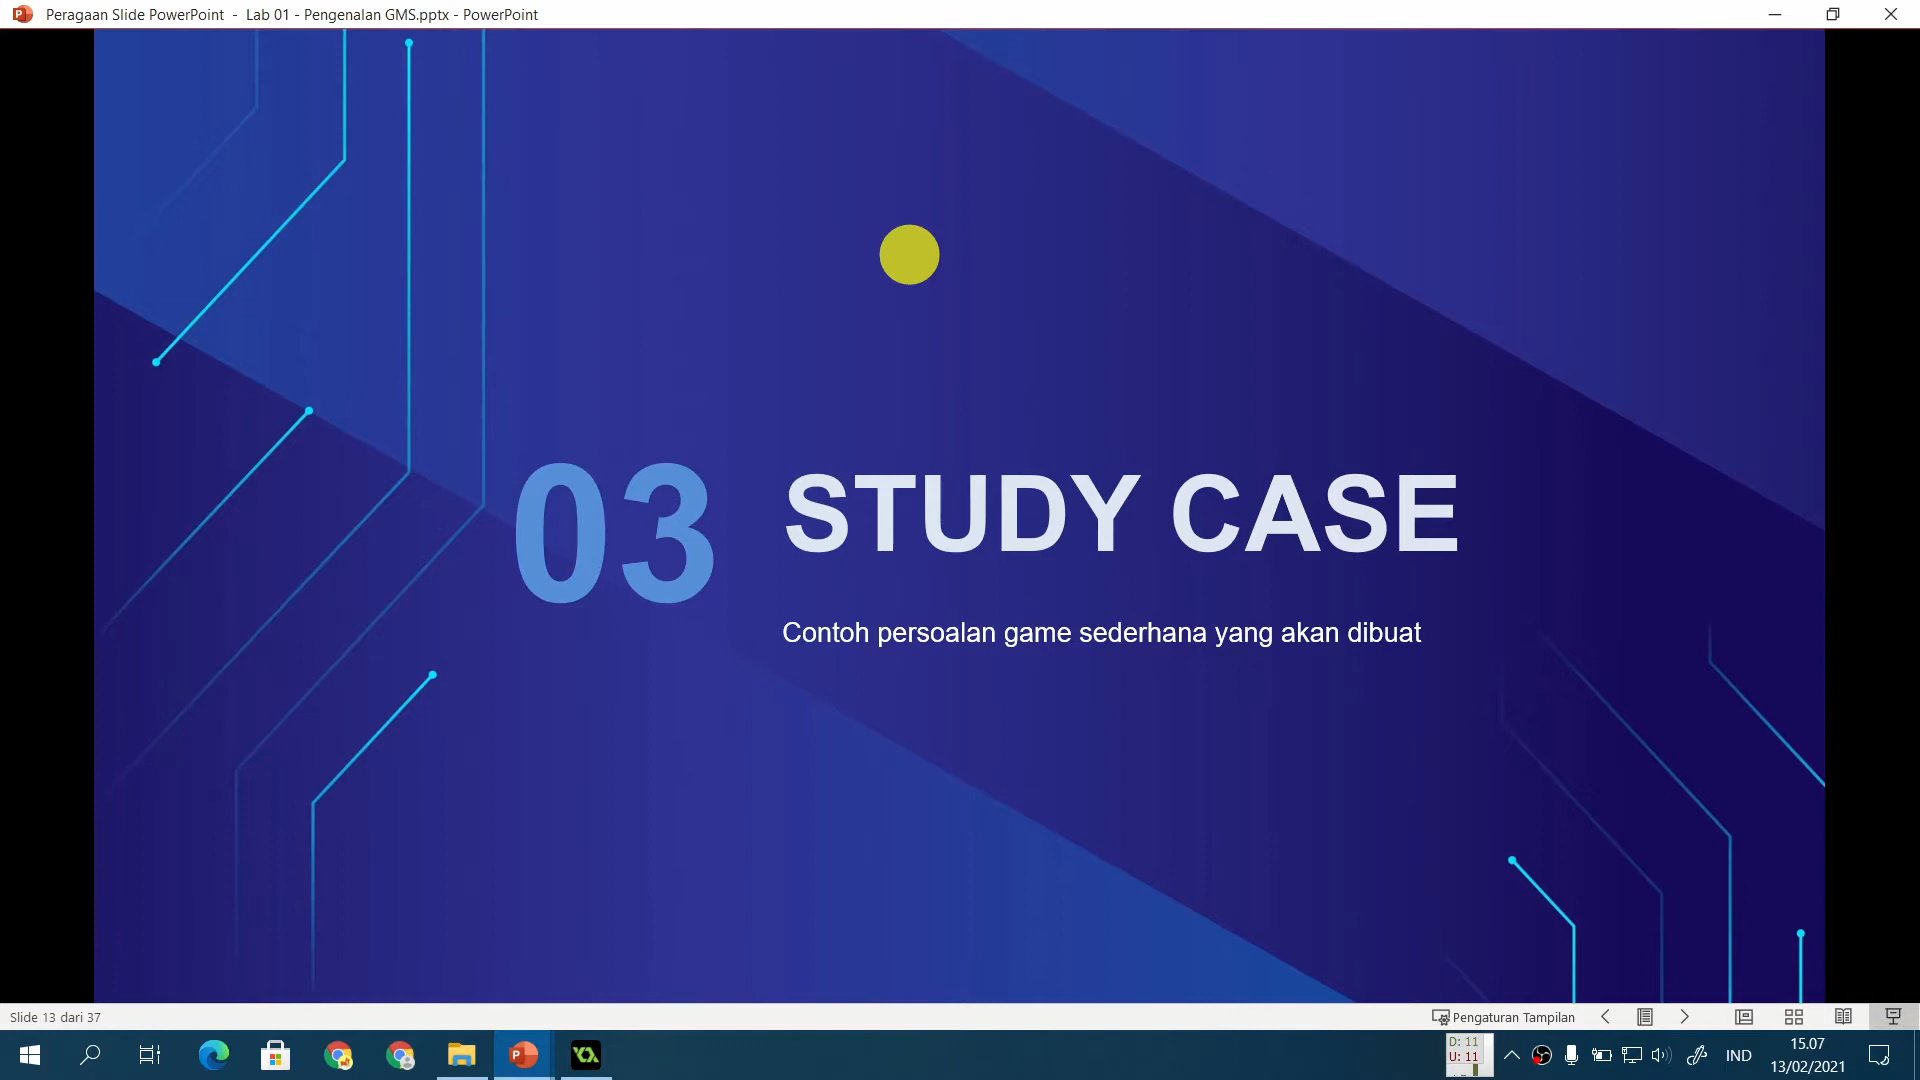 Peragaan Slide PowerPoint - Lab 01 - Pengenalan GMS.pptx - PowerPoint
03
STUDY CASE
Contoh persoalan game sederhana yang akan dibuat
Slide 13 dari 37
Pengaturan Tampilan
D: 11
U: 11
IND
15.07
13/02/2021